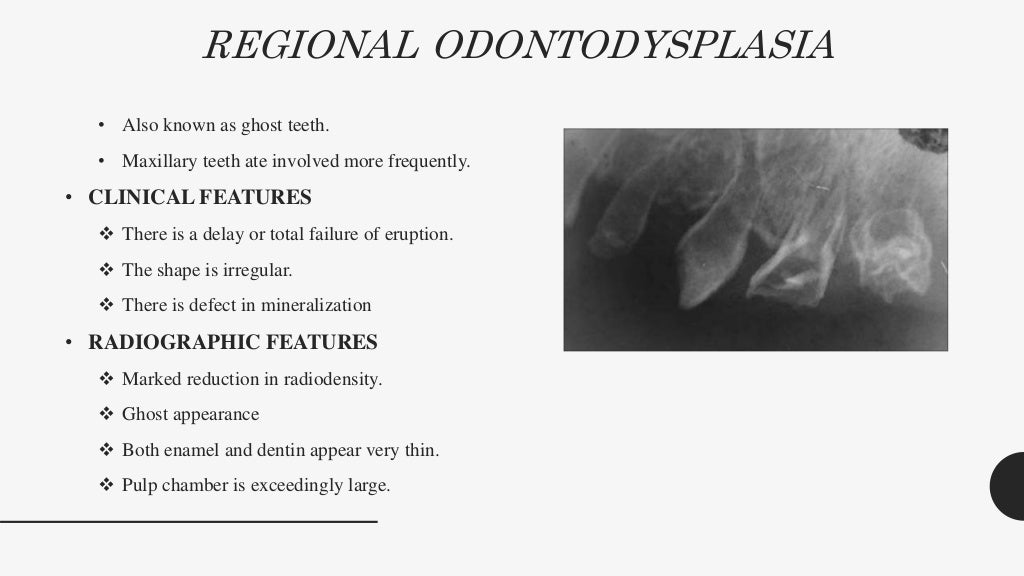 REGIONAL ODONTODYSPLASIA
• Also known as ghost teeth.
• Maxillary teeth ate involved more frequently.
• CLINICAL FEATURES
❖ There is a delay or total failure of eruption.
❖ The shape is irregular.
❖ There is defect in mineralization
• RADIOGRAPHIC FEATURES
❖ Marked reduction in radiodensity.
❖ Ghost appearance
❖ Both enamel and dentin appear very thin.
❖ Pulp chamber is exceedingly large.